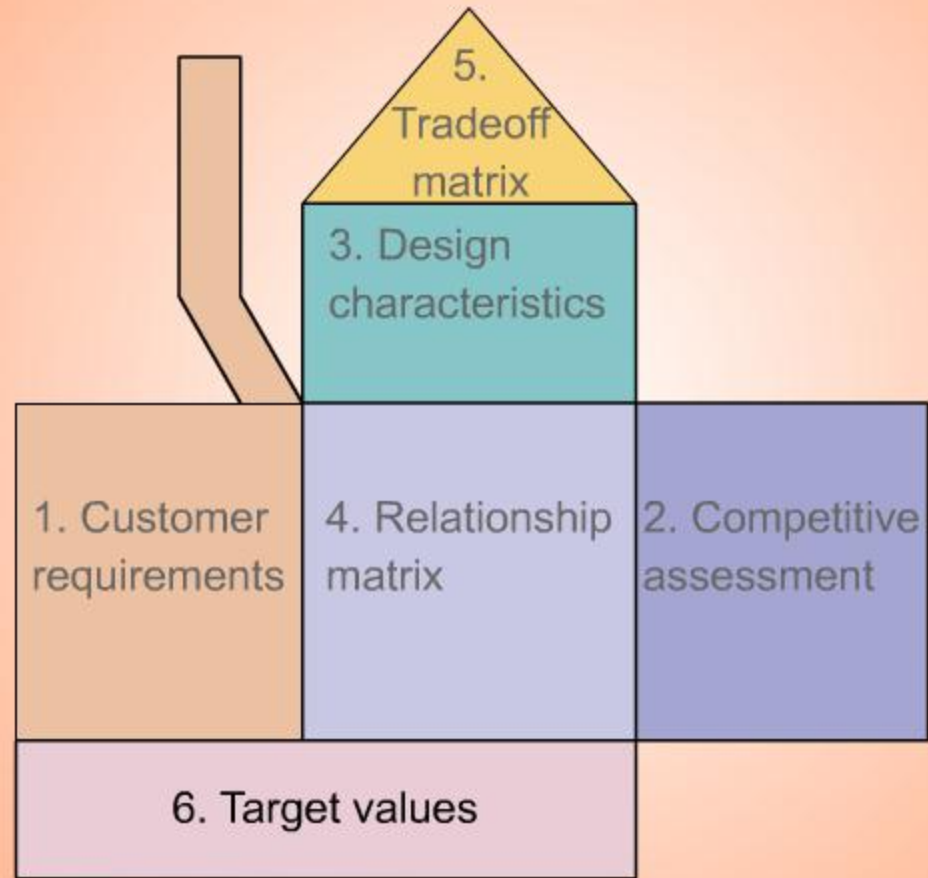 5.
Tradeoff
matrix
3. Design
characteristics
1. Customer
requirements
4. Relationship
matrix
2. Competitive
assessment
6. Target values